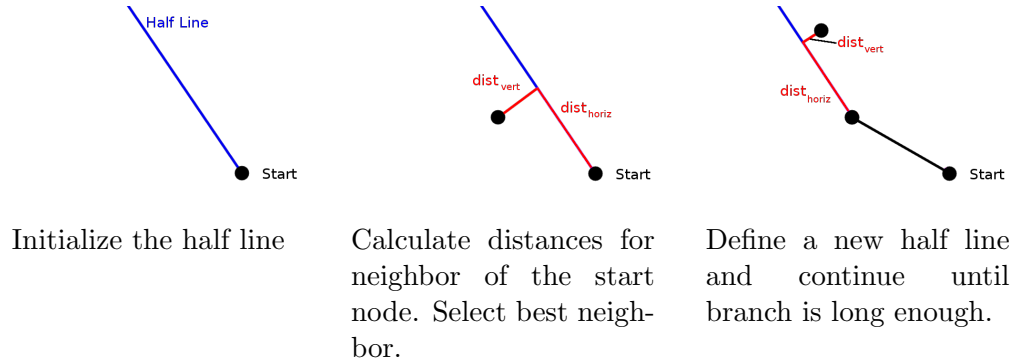 Half Line
Start
Initialize the half line
dist_vert
dist_horiz
Start
Calculate distances for
neighbor of the start
node. Select best neigh-
bor.
dist_vert
dist_horiz
Start
Define a new half line
and continue until
branch is long enough.